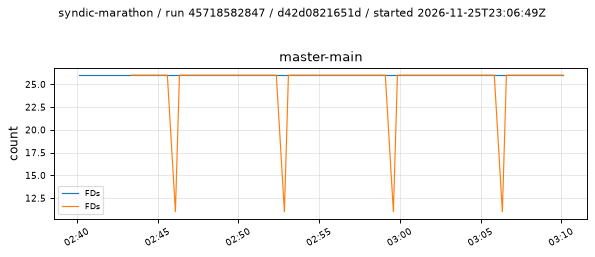 syndic-marathon / run 45718582847 / d42d0821651d / started 2026-11-25T23:06:49Z
master-main
count
25.0
22.5
20.0
17.5
15.0
12.5
FDs
FDs
02:40
02:45
02:50
02:55
03:00
03:05
03:10